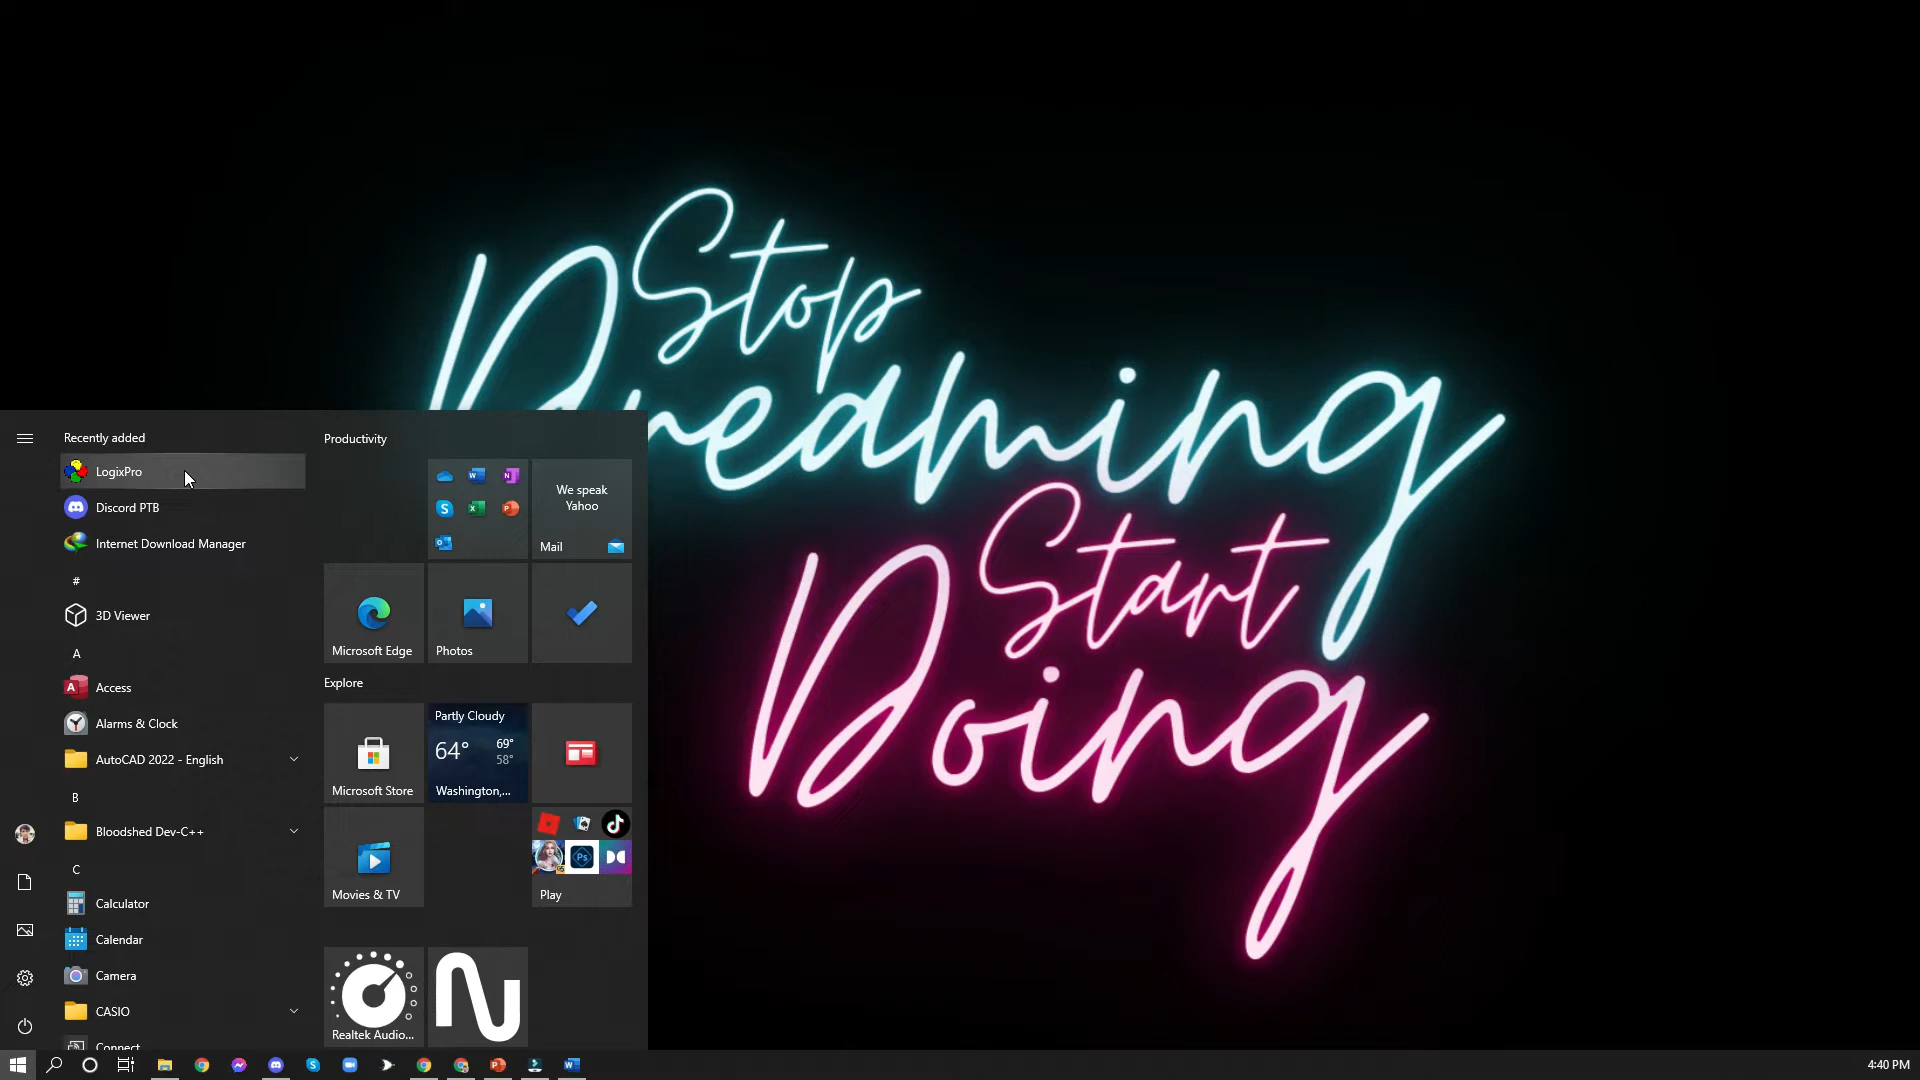 Stop
Dreaming
Start
Doing
Recently added
LogixPro
Discord PTB
Internet Download Manager
#
3D Viewer
A
Access
Alarms & Clock
AutoCAD 2022 - English
B
Bloodshed Dev-C++
C
Calculator
Calendar
Camera
CASIO
Connect
Productivity
We speak
Yahoo
Mail
Microsoft Edge
Photos
Explore
Microsoft Store
Partly Cloudy
64° 69°
58°
Washington,...
Movies & TV
Ps
Play
Realtek Audio...
4:40 PM